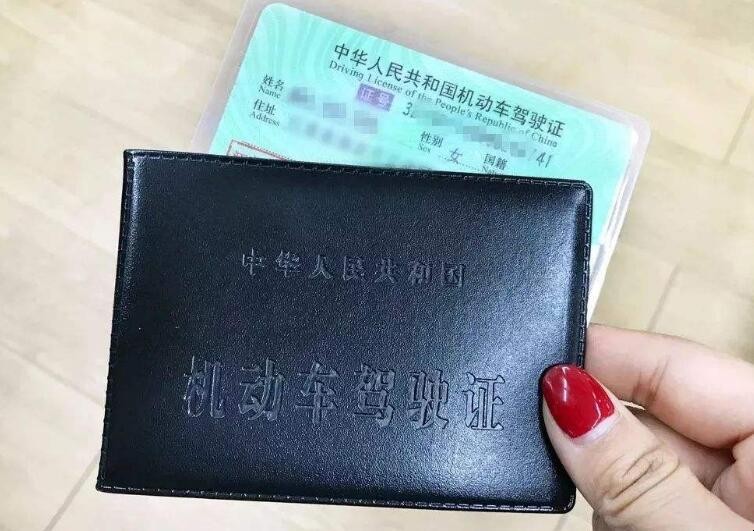 中华人民共和国机动车驾驶证
Driving License of the People's Republic of China
姓名
Name
证号
住址
Address
性别
Sex
女
国籍
中华人民共和国
机动车驾驶证